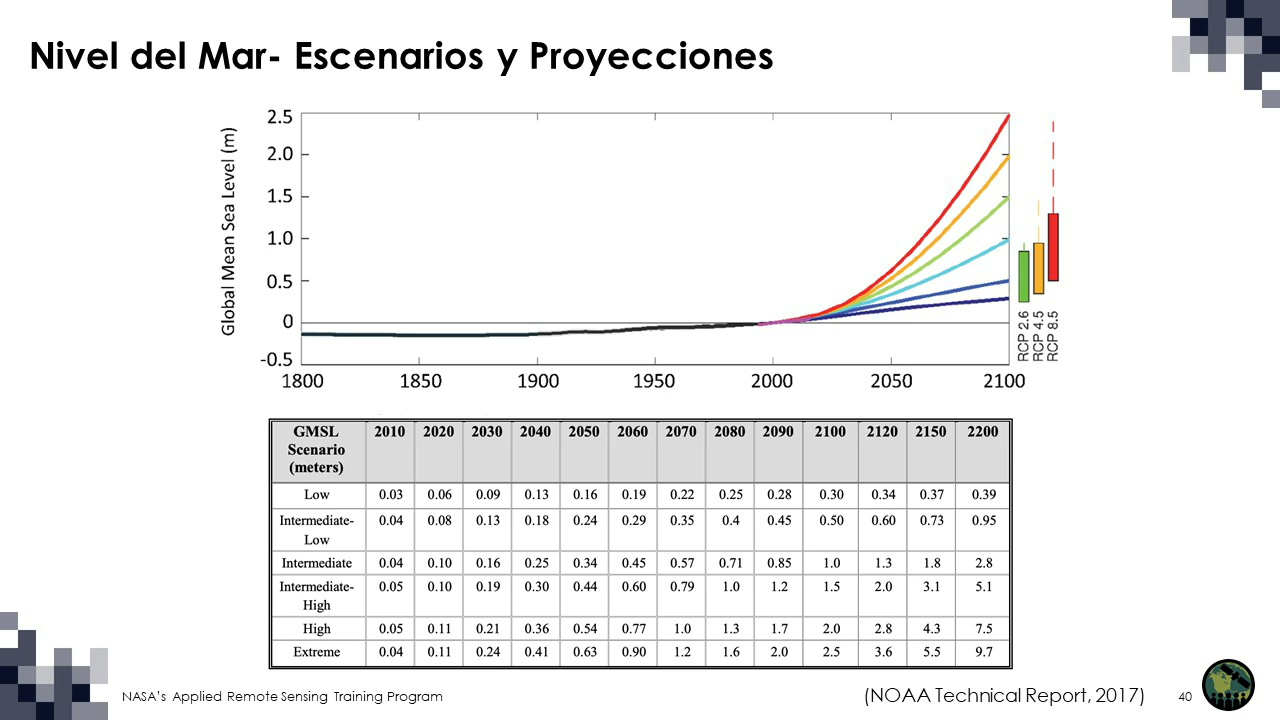 Nivel del Mar- Escenarios y Proyecciones
Global Mean Sea Level (m)
2.5
2.0
1.5
1.0
0.5
0
-0.5
1800 1850 1900 1950 2000 2050 2100
RCP 2.6
RCP 4.5
RCP 8.5
GMSL Scenario (meters) 2010 2020 2030 2040 2050 2060 2070 2080 2090 2100 2120 2150 2200
Low 0.03 0.06 0.09 0.13 0.16 0.19 0.22 0.25 0.28 0.30 0.34 0.37 0.39
Intermediate-Low 0.04 0.08 0.13 0.18 0.24 0.29 0.35 0.4 0.45 0.50 0.60 0.73 0.95
Intermediate 0.04 0.10 0.16 0.25 0.34 0.45 0.57 0.71 0.85 1.0 1.3 1.8 2.8
Intermediate-High 0.05 0.10 0.19 0.30 0.44 0.60 0.79 1.0 1.2 1.5 2.0 3.1 5.1
High 0.05 0.11 0.21 0.36 0.54 0.77 1.0 1.3 1.7 2.0 2.8 4.3 7.5
Extreme 0.04 0.11 0.24 0.41 0.63 0.90 1.2 1.6 2.0 2.5 3.6 5.5 9.7
NASA's Applied Remote Sensing Training Program
(NOAA Technical Report, 2017)
40